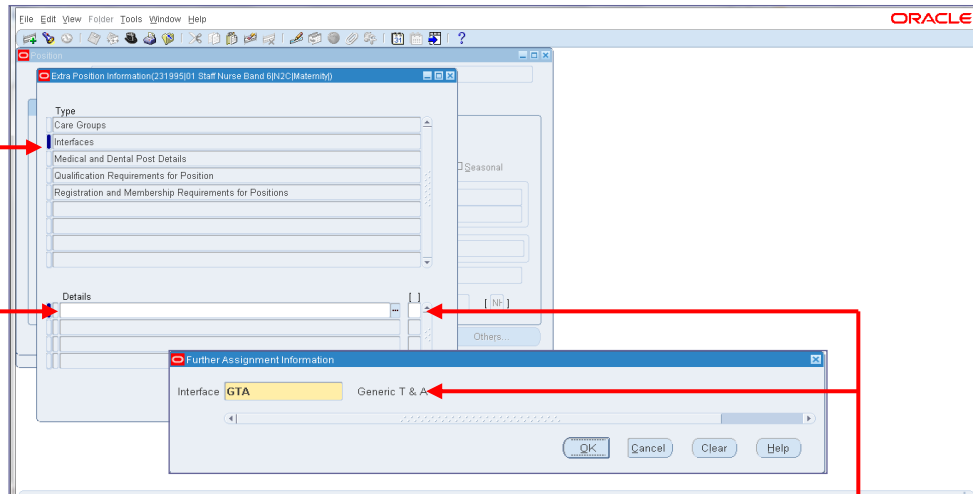 File Edit View Folder Tools Window Help
ORACLE
Position
Extra Position Information(231995|01 Staff Nurse Band 6|N2C|Maternity|)
Type
Care Groups
Interfaces
Medical and Dental Post Details
Qualification Requirements for Position
Registration and Membership Requirements for Positions
Seasonal
Details
[ ]
[ NH ]
Others...
Further Assignment Information
Interface GTA Generic T & A
OK Cancel Clear Help